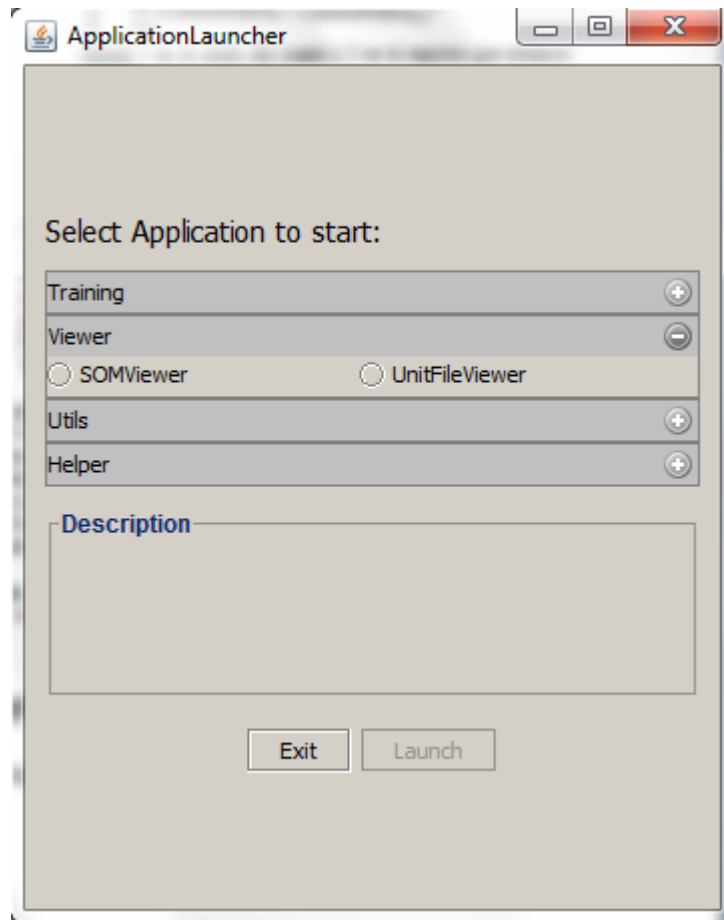 ApplicationLauncher
Select Application to start:
Training
Viewer
SOMViewer UnitFileViewer
Utils
Helper
Description
Exit Launch